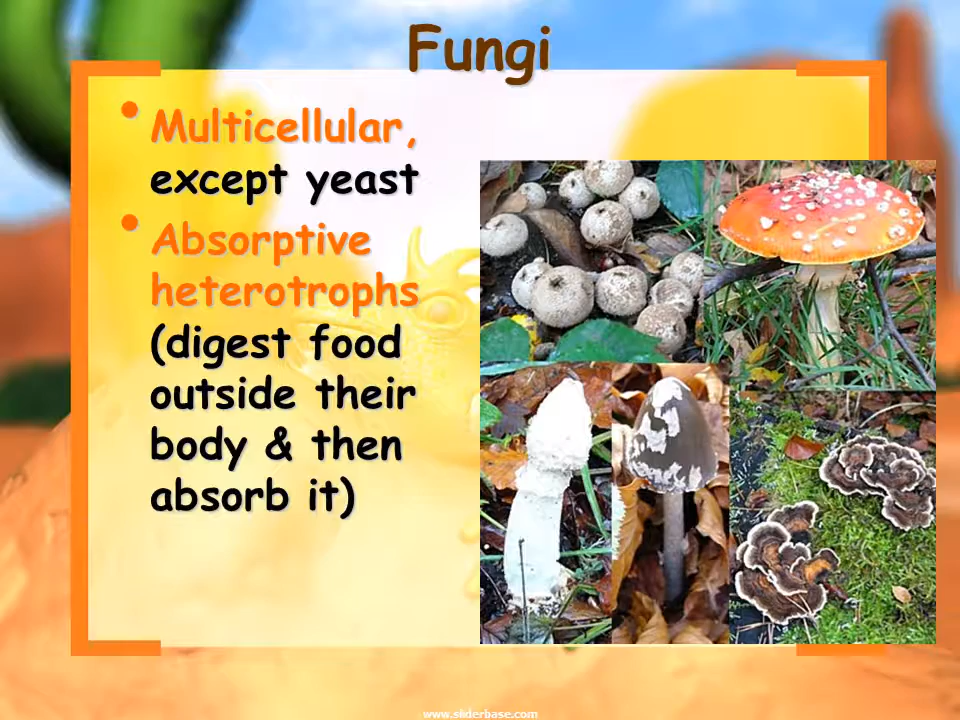 Fungi
• Multicellular,
except yeast
• Absorptive
heterotrophs
(digest food
outside their
body & then
absorb it)
www.sliderbase.com